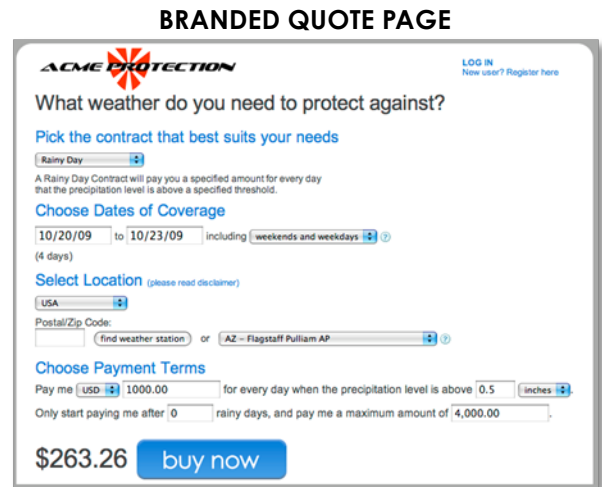 BRANDED QUOTE PAGE
ACME PROTECTION
LOG IN
New user? Register here
What weather do you need to protect against?
Pick the contract that best suits your needs
Rainy Day
A Rainy Day Contract will pay you a specified amount for every day
that the precipitation level is above a specified threshold.
Choose Dates of Coverage
10/20/09 to 10/23/09 including weekends and weekdays ?
(4 days)
Select Location (please read disclaimer)
USA
Postal/Zip Code:
find weather station or AZ – Flagstaff Pulliam AP ?
Choose Payment Terms
Pay me USD 1000.00 for every day when the precipitation level is above 0.5 inches .
Only start paying me after 0 rainy days, and pay me a maximum amount of 4,000.00 .
$263.26 buy now